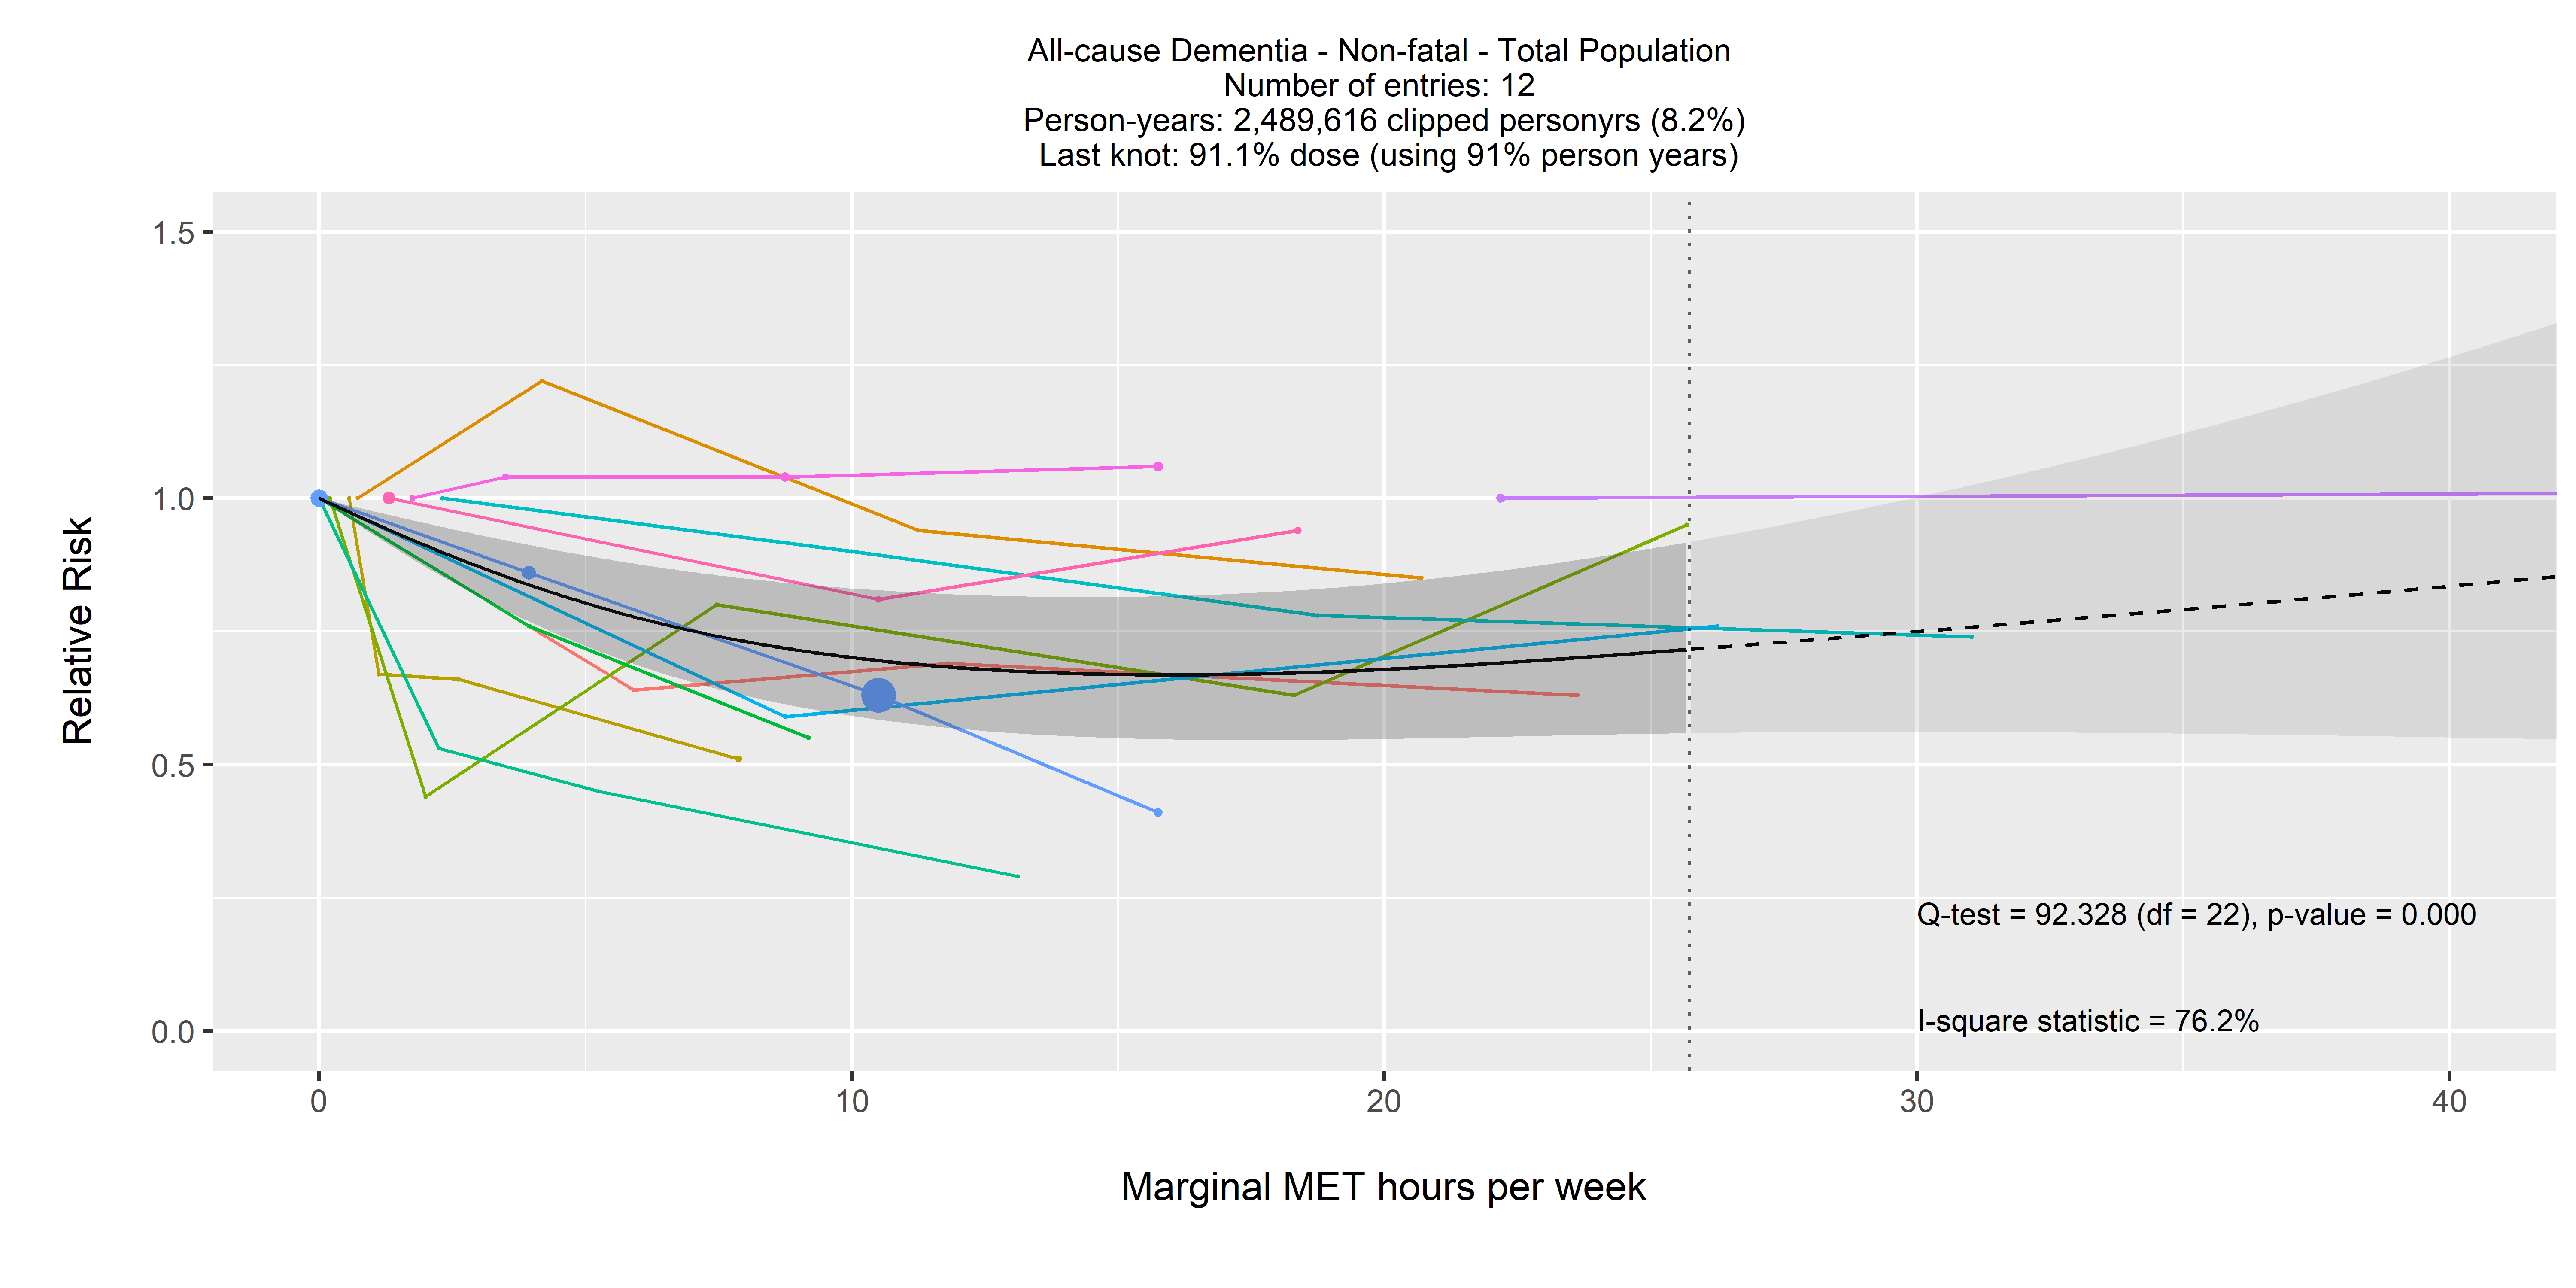 All-cause Dementia - Non-fatal - Total Population
Number of entries: 12
Person-years: 2,489,616 clipped personyrs (8.2%)
Last knot: 91.1% dose (using 91% person years)
1.5
1.0
0.5
0.0
Relative Risk
Q-test = 92.328 (df = 22), p-value = 0.000
I-square statistic = 76.2%
0 10 20 30 40
Marginal MET hours per week